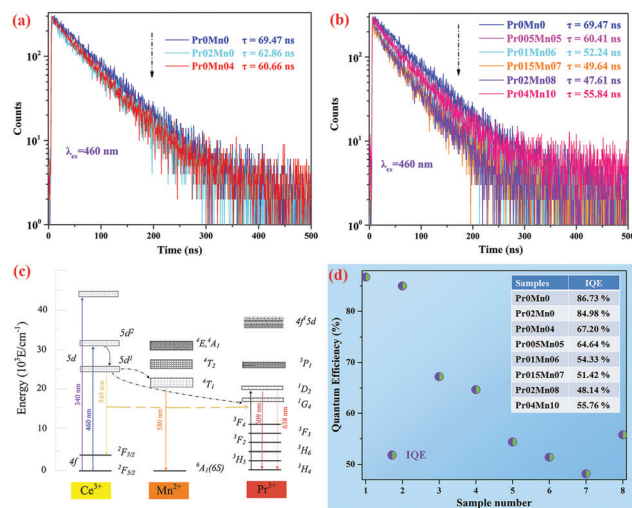 (a)
Pr0Mn0 τ = 69.47 ns
Pr02Mn0 τ = 62.86 ns
Pr0Mn04 τ = 60.66 ns
λex=460 nm
Counts
10²
10¹
10⁰
0 100 200 300 400 500
Time (ns)
(b)
Pr0Mn0 τ = 69.47 ns
Pr005Mn05 τ = 60.41 ns
Pr01Mn06 τ = 52.24 ns
Pr015Mn07 τ = 49.64 ns
Pr02Mn08 τ = 47.61 ns
Pr04Mn10 τ = 55.84 ns
λex=460 nm
Counts
10²
10¹
10⁰
0 100 200 300 400 500
Time (ns)
(c)
Energy (10³E/cm⁻¹)
40
30
20
10
0
5d²
5d
5d¹
340 nm
460 nm
545 nm
²F7/2
4f
²F5/2
Ce³⁺
⁴E,⁴A1
⁴T2
⁴T1
580 nm
⁶A1(6S)
Mn²⁺
4f¹5d
³P1
¹D2
¹G4
609 nm
638 nm
³F4
³F3
³F2
³H6
³H5
³H4
Pr³⁺
(d)
Samples IQE
Pr0Mn0 86.73 %
Pr02Mn0 84.98 %
Pr0Mn04 67.20 %
Pr005Mn05 64.64 %
Pr01Mn06 54.33 %
Pr015Mn07 51.42 %
Pr02Mn08 48.14 %
Pr04Mn10 55.76 %
IQE
Quantum Efficiency (%)
80
70
60
50
1 2 3 4 5 6 7 8
Sample number